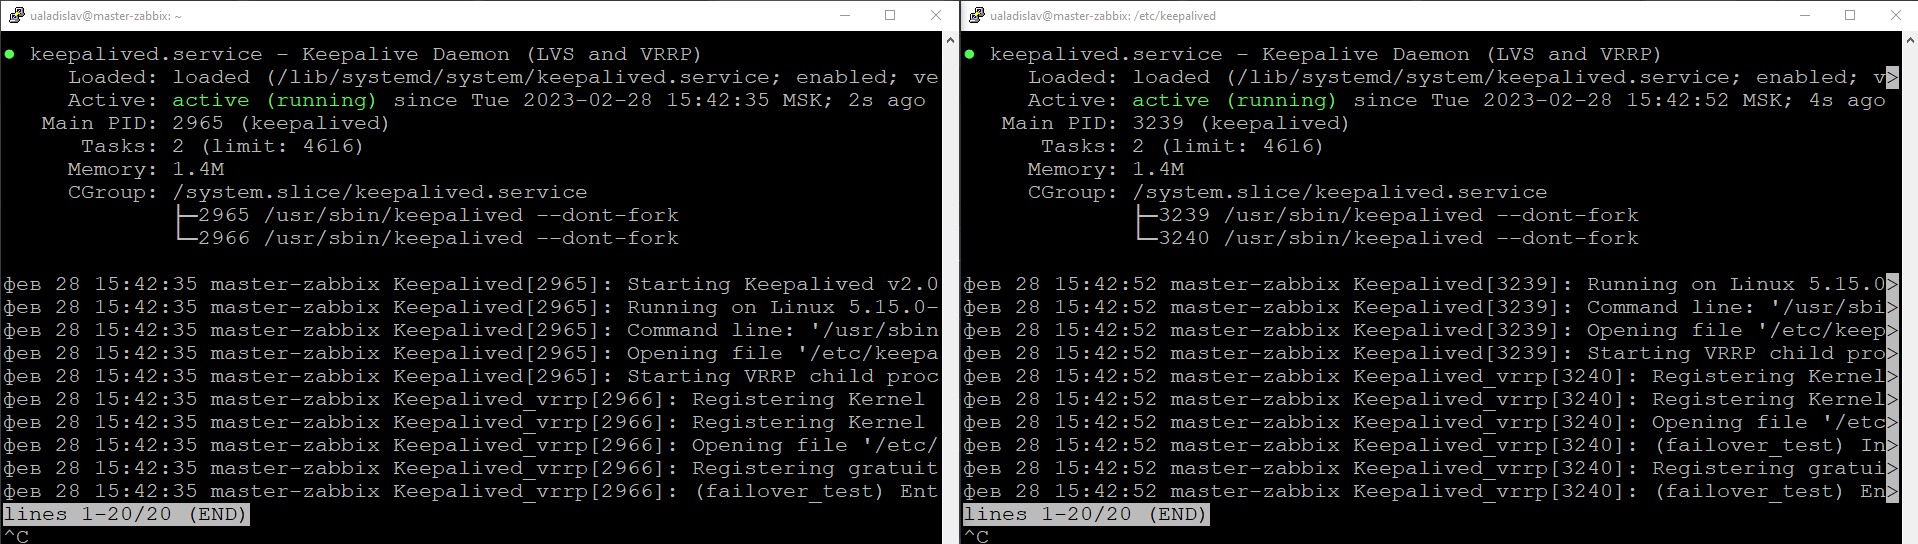 ualadislav@master-zabbix: ~
● keepalived.service - Keepalive Daemon (LVS and VRRP)
Loaded: loaded (/lib/systemd/system/keepalived.service; enabled; ve
Active: active (running) since Tue 2023-02-28 15:42:35 MSK; 2s ago
Main PID: 2965 (keepalived)
Tasks: 2 (limit: 4616)
Memory: 1.4M
CGroup: /system.slice/keepalived.service
├─2965 /usr/sbin/keepalived --dont-fork
└─2966 /usr/sbin/keepalived --dont-fork
фев 28 15:42:35 master-zabbix Keepalived[2965]: Starting Keepalived v2.0
фев 28 15:42:35 master-zabbix Keepalived[2965]: Running on Linux 5.15.0-
фев 28 15:42:35 master-zabbix Keepalived[2965]: Command line: '/usr/sbin
фев 28 15:42:35 master-zabbix Keepalived[2965]: Opening file '/etc/keepa
фев 28 15:42:35 master-zabbix Keepalived[2965]: Starting VRRP child proc
фев 28 15:42:35 master-zabbix Keepalived_vrrp[2966]: Registering Kernel
фев 28 15:42:35 master-zabbix Keepalived_vrrp[2966]: Registering Kernel
фев 28 15:42:35 master-zabbix Keepalived_vrrp[2966]: Opening file '/etc/
фев 28 15:42:35 master-zabbix Keepalived_vrrp[2966]: Registering gratuit
фев 28 15:42:35 master-zabbix Keepalived_vrrp[2966]: (failover_test) Ent
lines 1-20/20 (END)
^C
ualadislav@master-zabbix: /etc/keepalived
● keepalived.service - Keepalive Daemon (LVS and VRRP)
Loaded: loaded (/lib/systemd/system/keepalived.service; enabled; v>
Active: active (running) since Tue 2023-02-28 15:42:52 MSK; 4s ago
Main PID: 3239 (keepalived)
Tasks: 2 (limit: 4616)
Memory: 1.4M
CGroup: /system.slice/keepalived.service
├─3239 /usr/sbin/keepalived --dont-fork
└─3240 /usr/sbin/keepalived --dont-fork
фев 28 15:42:52 master-zabbix Keepalived[3239]: Running on Linux 5.15.0>
фев 28 15:42:52 master-zabbix Keepalived[3239]: Command line: '/usr/sbi>
фев 28 15:42:52 master-zabbix Keepalived[3239]: Opening file '/etc/keep>
фев 28 15:42:52 master-zabbix Keepalived[3239]: Starting VRRP child pro>
фев 28 15:42:52 master-zabbix Keepalived_vrrp[3240]: Registering Kernel>
фев 28 15:42:52 master-zabbix Keepalived_vrrp[3240]: Registering Kernel>
фев 28 15:42:52 master-zabbix Keepalived_vrrp[3240]: Opening file '/etc>
фев 28 15:42:52 master-zabbix Keepalived_vrrp[3240]: (failover_test) In>
фев 28 15:42:52 master-zabbix Keepalived_vrrp[3240]: Registering gratui>
фев 28 15:42:52 master-zabbix Keepalived_vrrp[3240]: (failover_test) En>
lines 1-20/20 (END)
^C